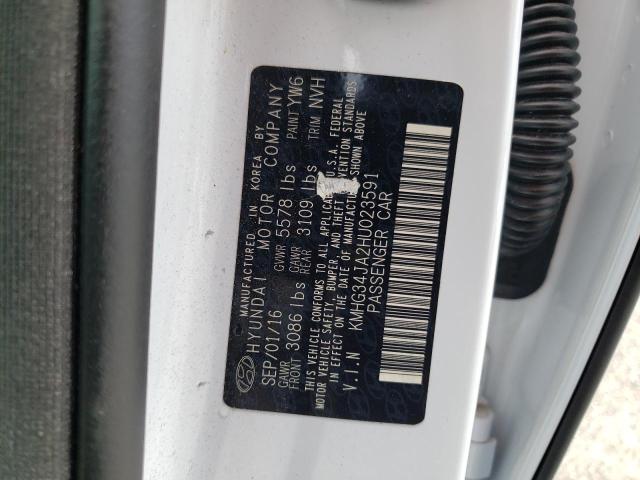 MANUFACTURED IN KOREA BY
HYUNDAI MOTOR COMPANY
SEP/01/16 GVWR 5578 lbs PAINT YW6
GAWR FRONT 3086 lbs GAWR REAR 3109 lbs TRIM NVH
THIS VEHICLE CONFORMS TO ALL APPLICABLE U.S.A. FEDERAL
MOTOR VEHICLE SAFETY, BUMPER, AND THEFT PREVENTION STANDARDS
IN EFFECT ON THE DATE OF MANUFACTURE SHOWN ABOVE
V.I.N KMHG34JA2HU023591
PASSENGER CAR